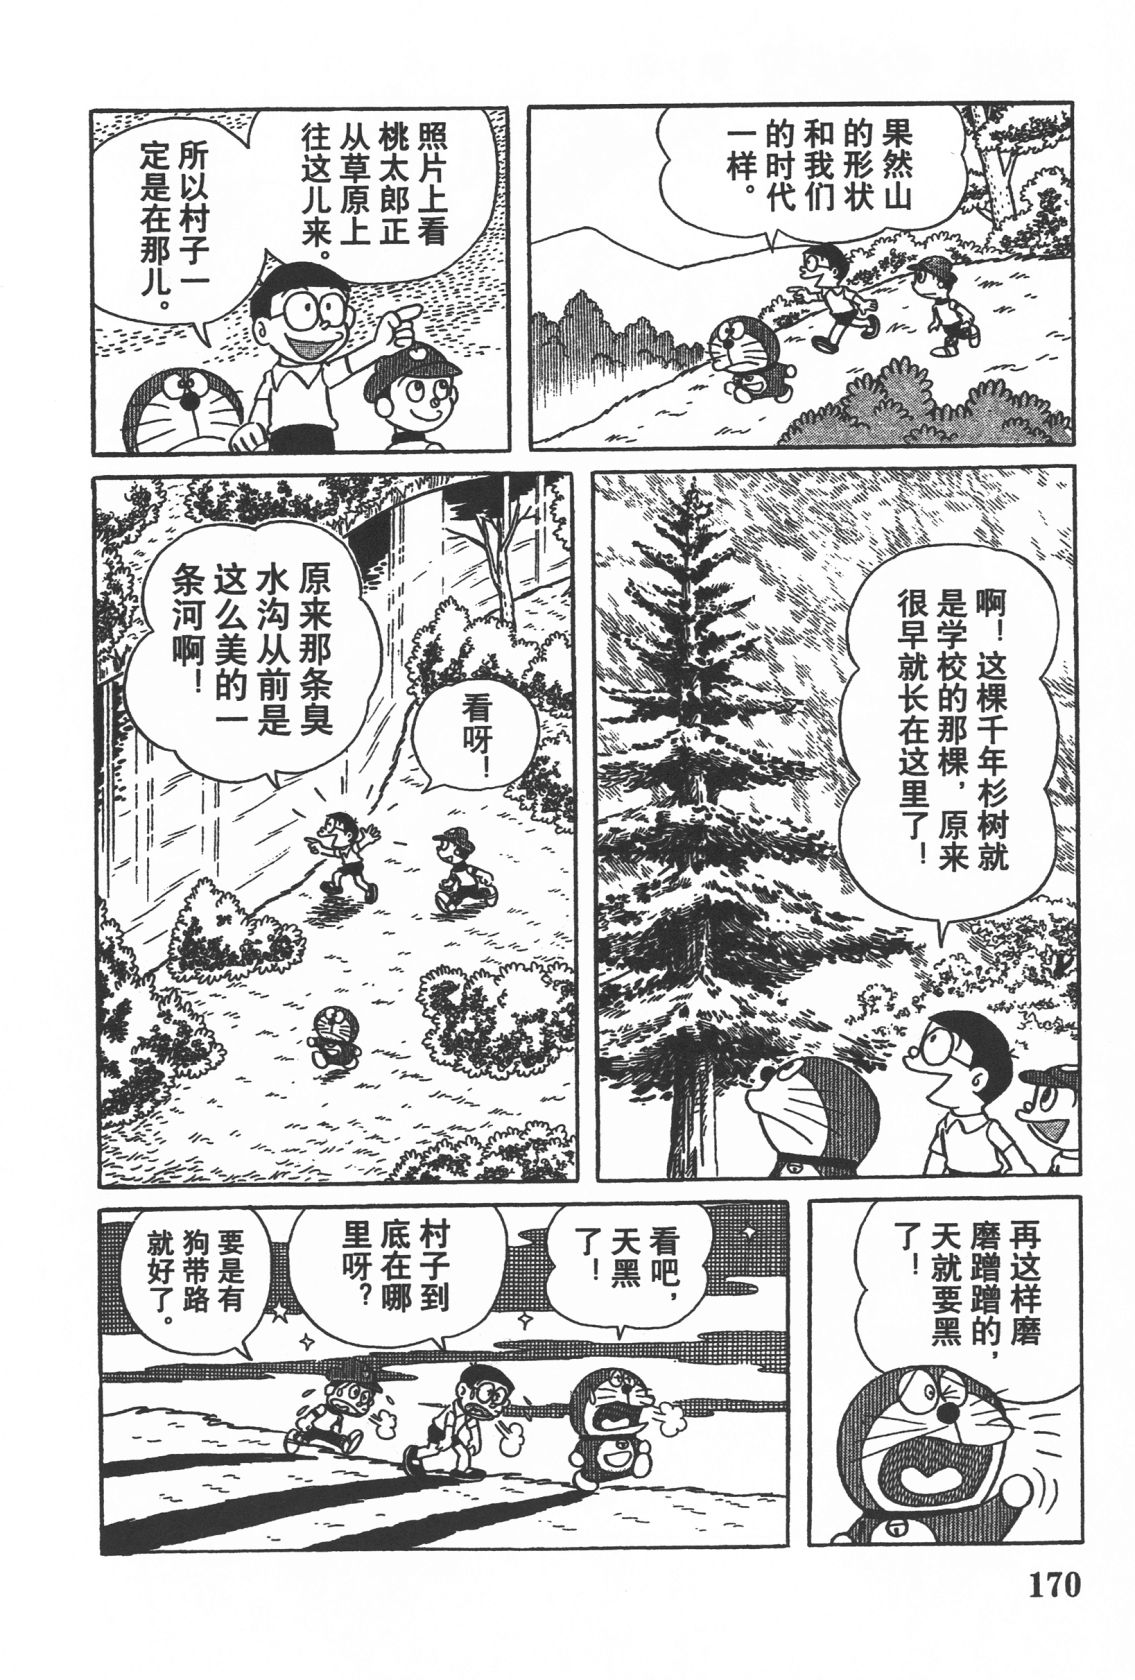 果然山
的形状
和我们
的时代
一样。
照片上看
桃太郎正
从草原上
往这儿来。
所以村子一
定是在那儿。
啊！这棵千年杉树就
是学校的那棵，原来
很早就长在这里了！
看呀！
原来那条臭
水沟从前是
这么美的一
条河啊！
再这样磨
磨蹭蹭的，
天就要黑
了！
看吧，
天黑
了！
村子到
底在哪
里呀？
要是有
狗带路
就好了。
170